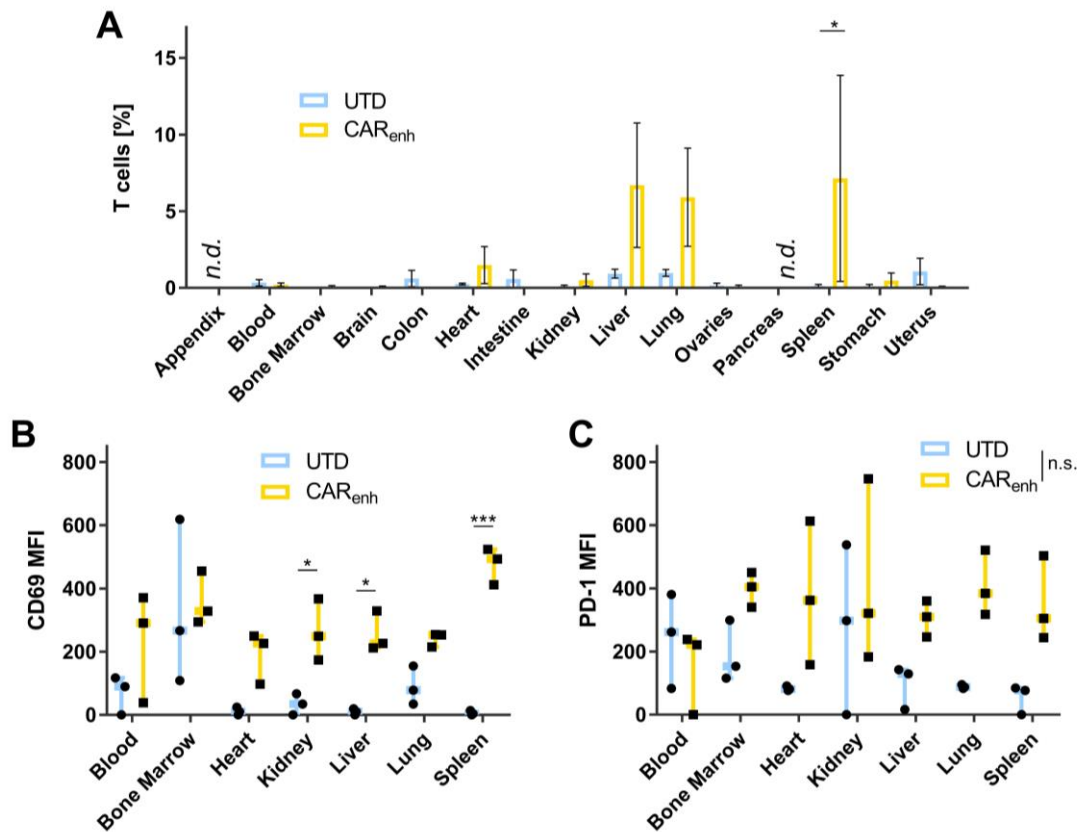 A
T cells [%]
15
10
5
0
UTD
CARenh
n.d.
n.d.
*
Appendix
Blood
Bone Marrow
Brain
Colon
Heart
Intestine
Kidney
Liver
Lung
Ovaries
Pancreas
Spleen
Stomach
Uterus
B
CD69 MFI
800
600
400
200
0
UTD
CARenh
*
*
***
Blood
Bone Marrow
Heart
Kidney
Liver
Lung
Spleen
C
PD-1 MFI
800
600
400
200
0
UTD
CARenh
n.s.
Blood
Bone Marrow
Heart
Kidney
Liver
Lung
Spleen